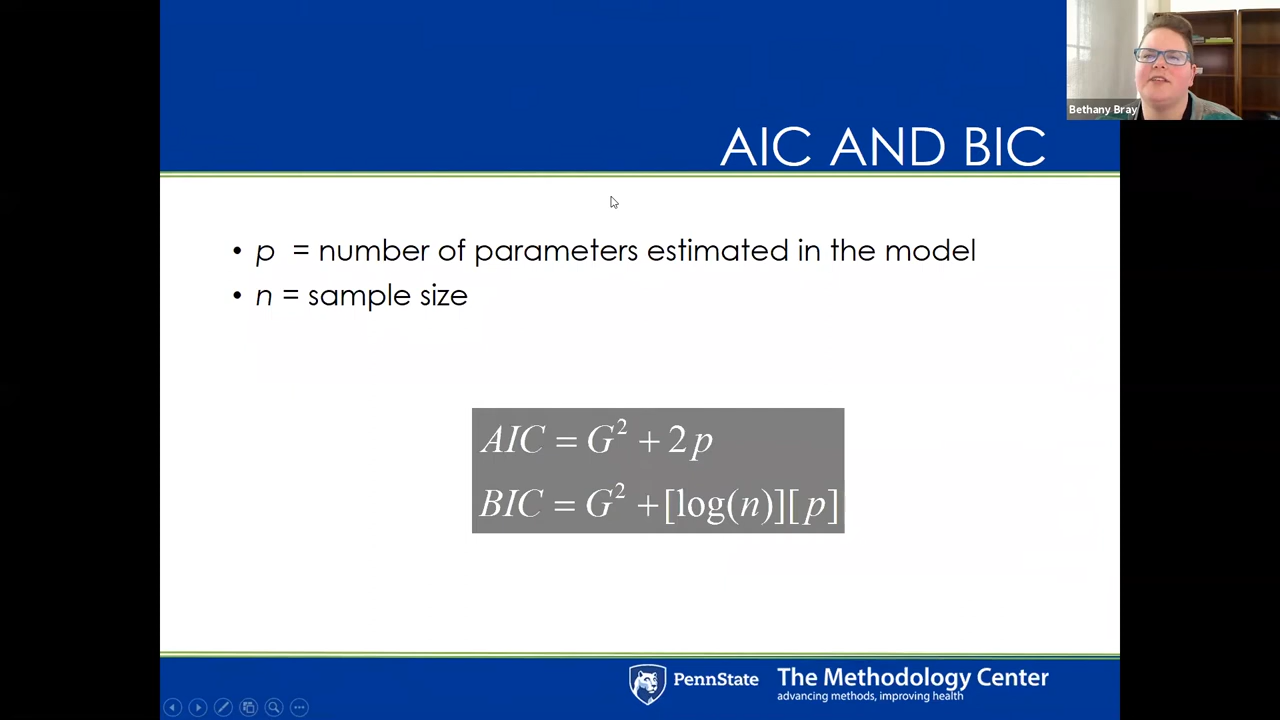 Bethany Bray
AIC AND BIC
• p = number of parameters estimated in the model
• n = sample size
AIC = G² + 2p
BIC = G² + [log(n)][p]
PennState
The Methodology Center
advancing methods, improving health